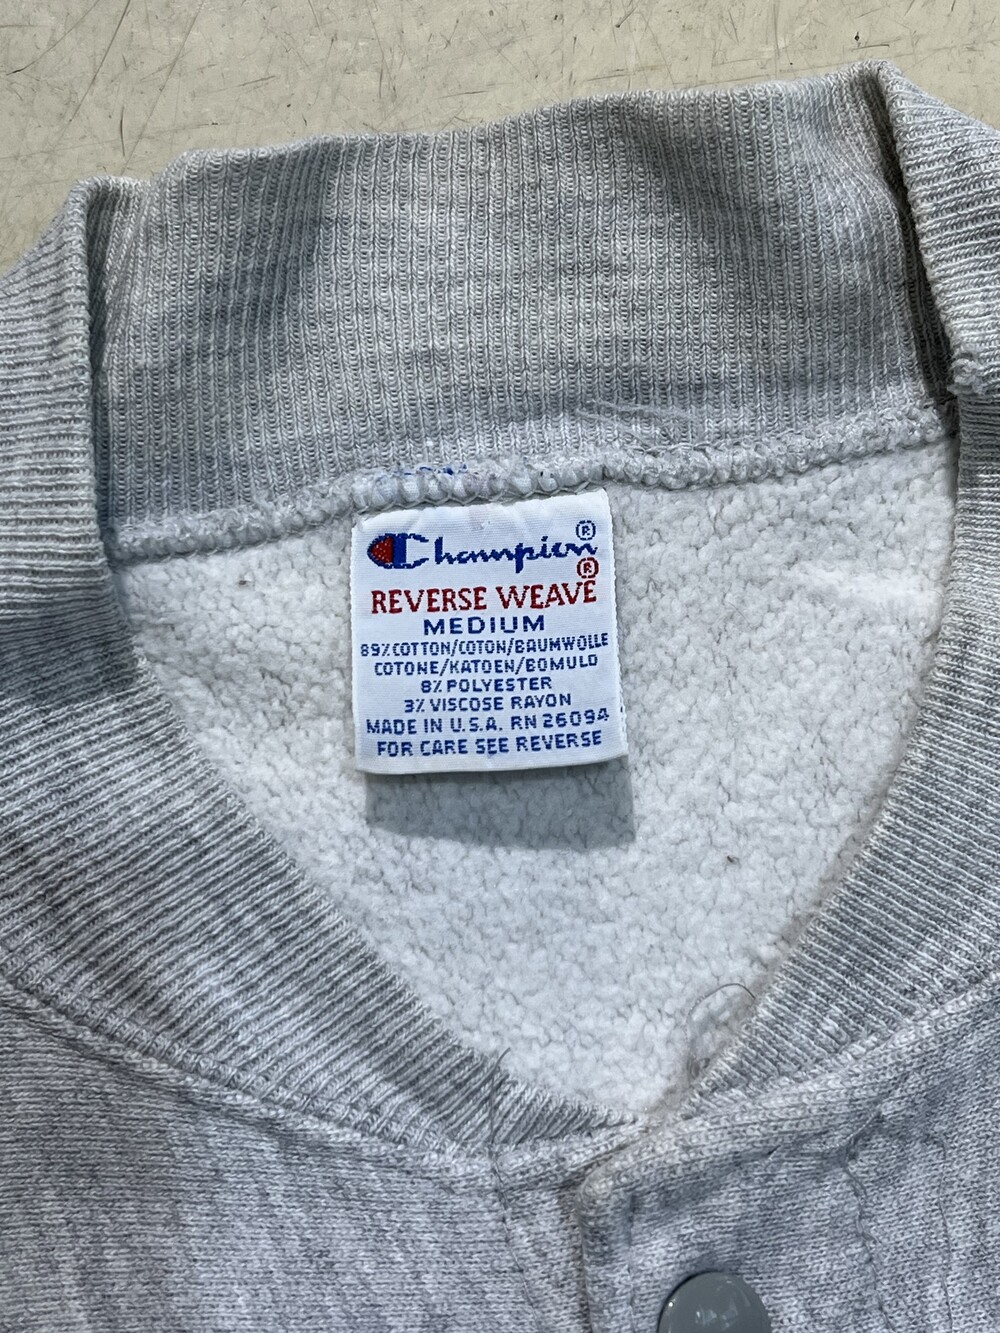 Champion®
REVERSE WEAVE®
MEDIUM
89% COTTON/COTON/BAUMWOLLE
COTONE/KATOEN/BOMULD
8% POLYESTER
3% VISCOSE RAYON
MADE IN U.S.A. RN 26094
FOR CARE SEE REVERSE